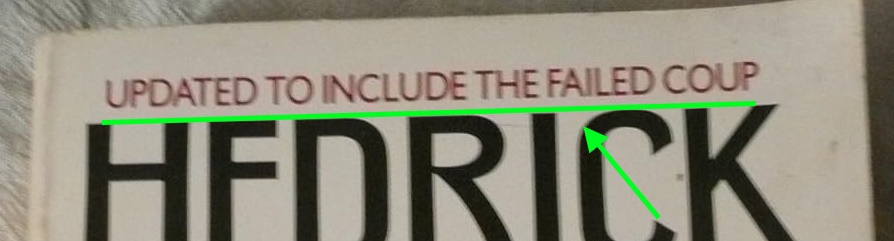 UPDATED TO INCLUDE THE FAILED COUP
HEDRICK